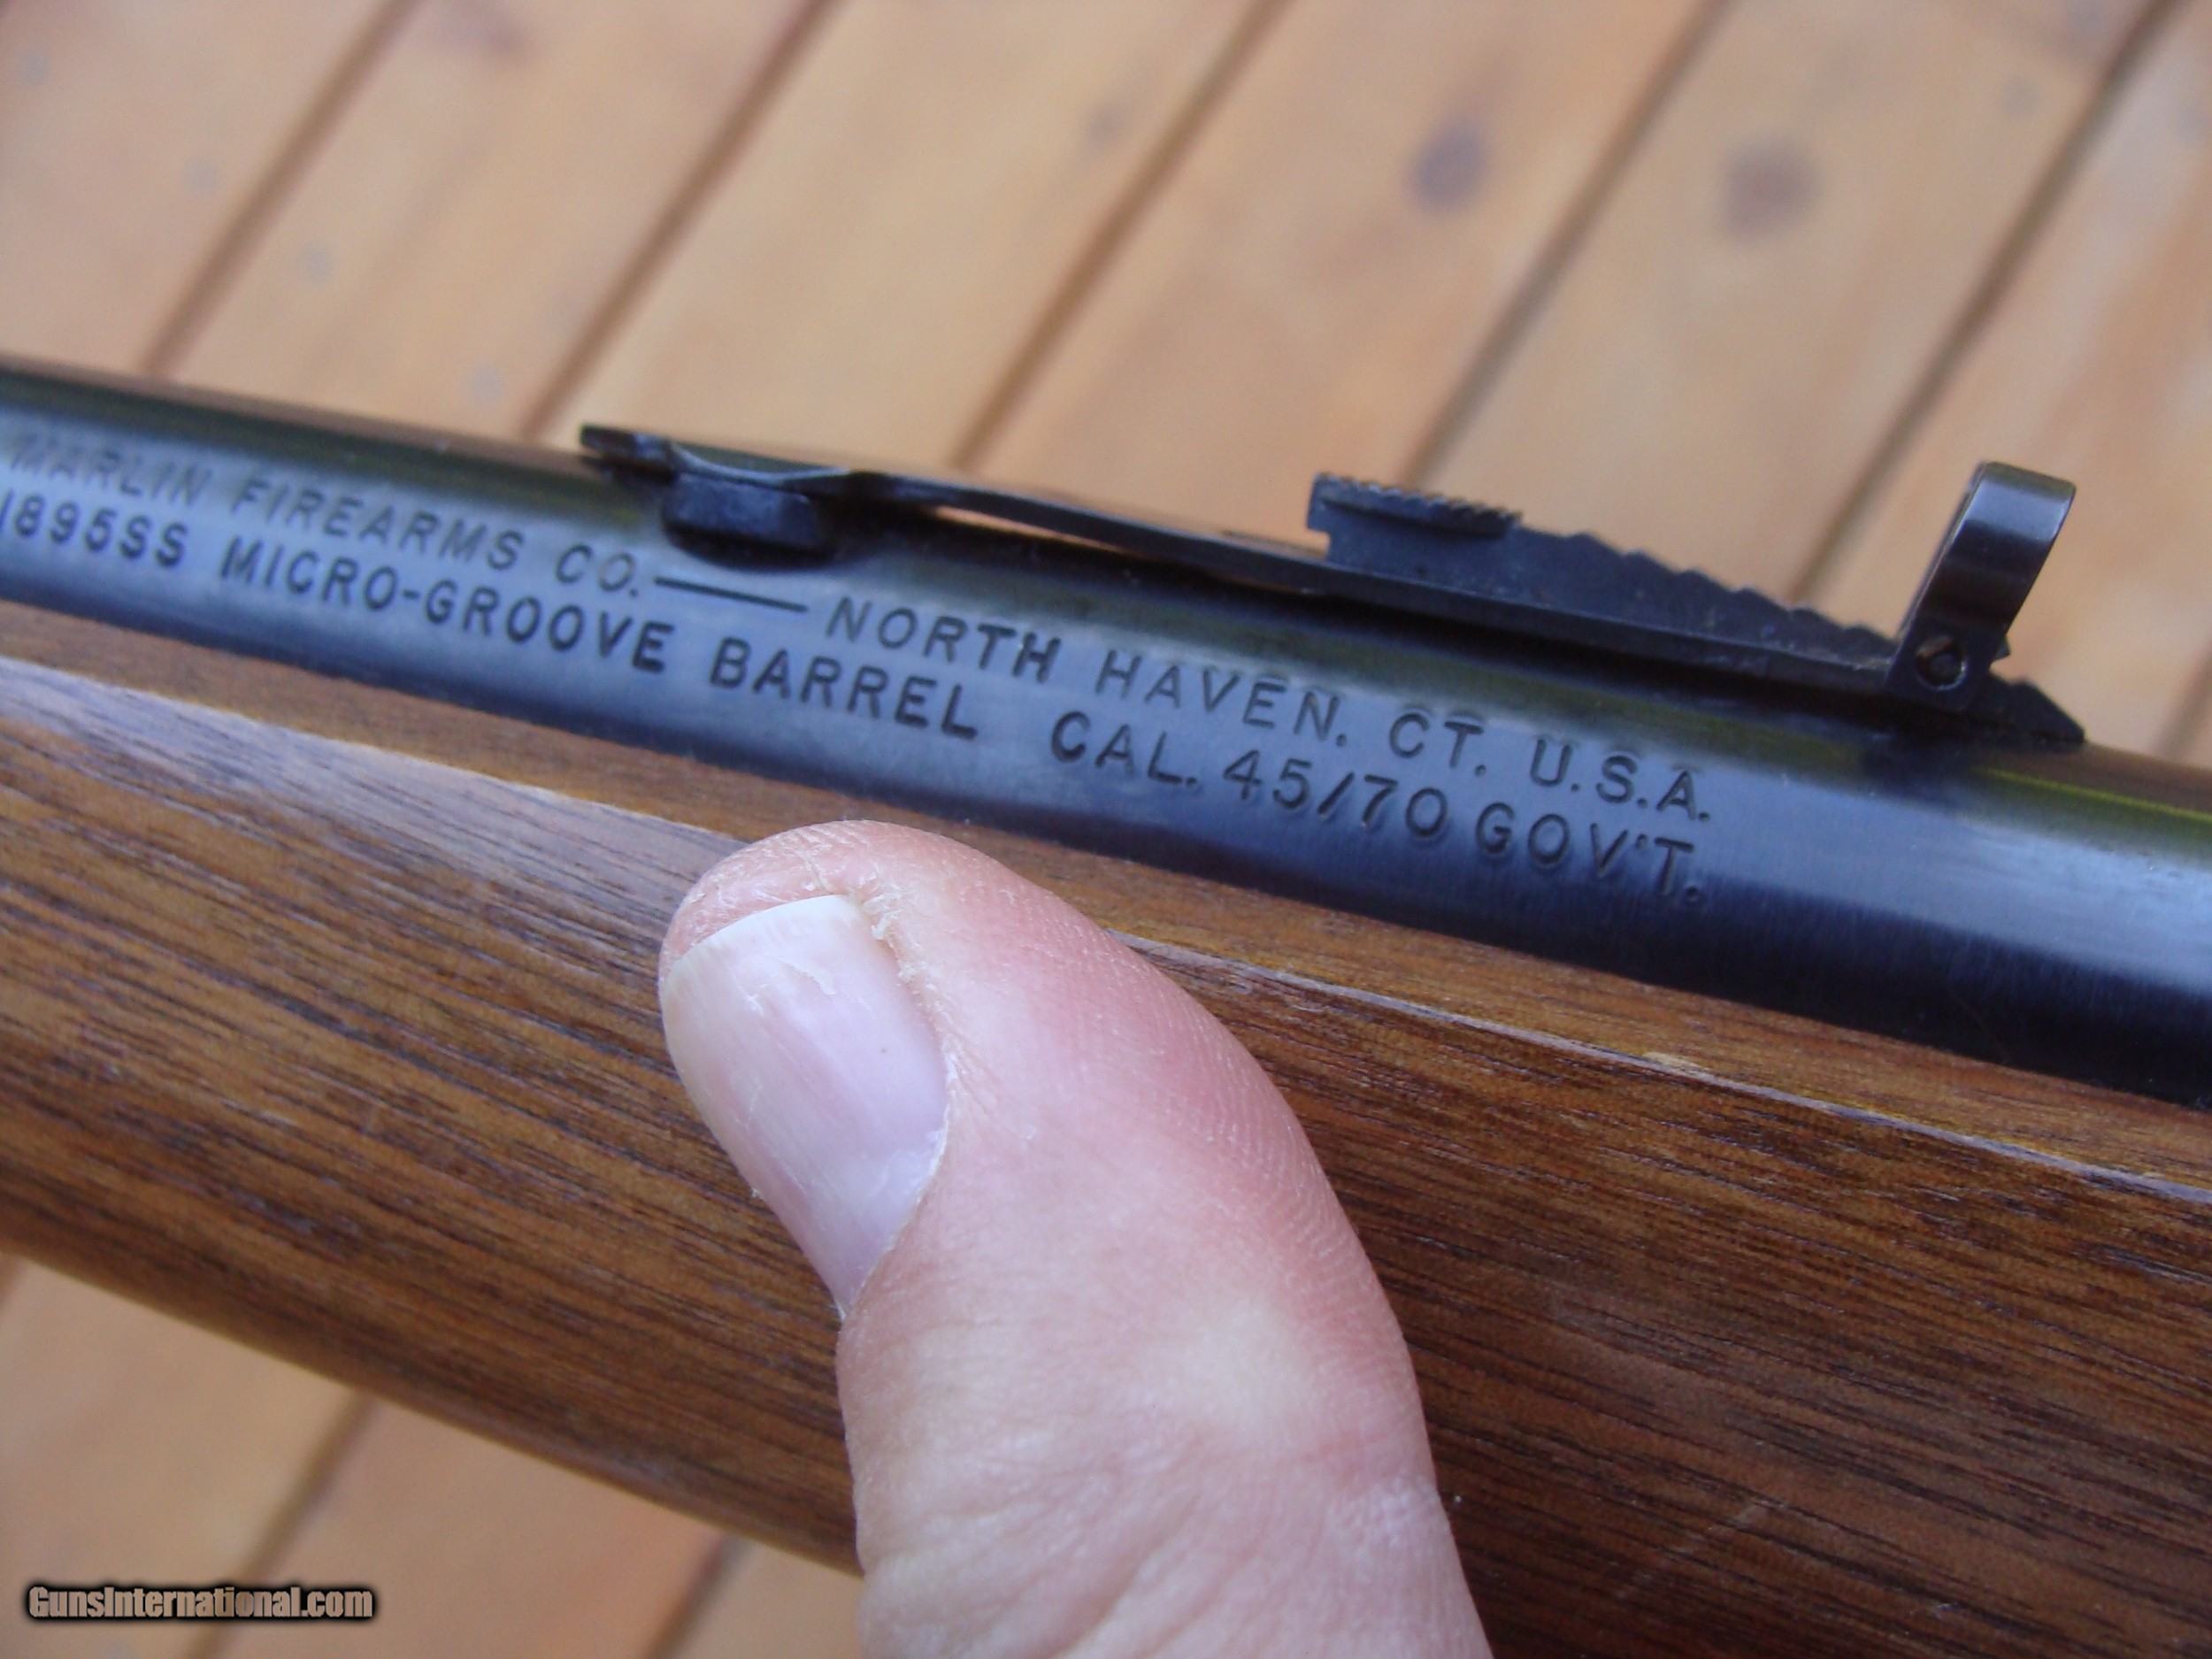 MARLIN FIREARMS CO.—NORTH HAVEN, CT. U.S.A.
1895SS MICRO-GROOVE BARREL CAL. 45/70 GOV'T.
GunsInternational.com